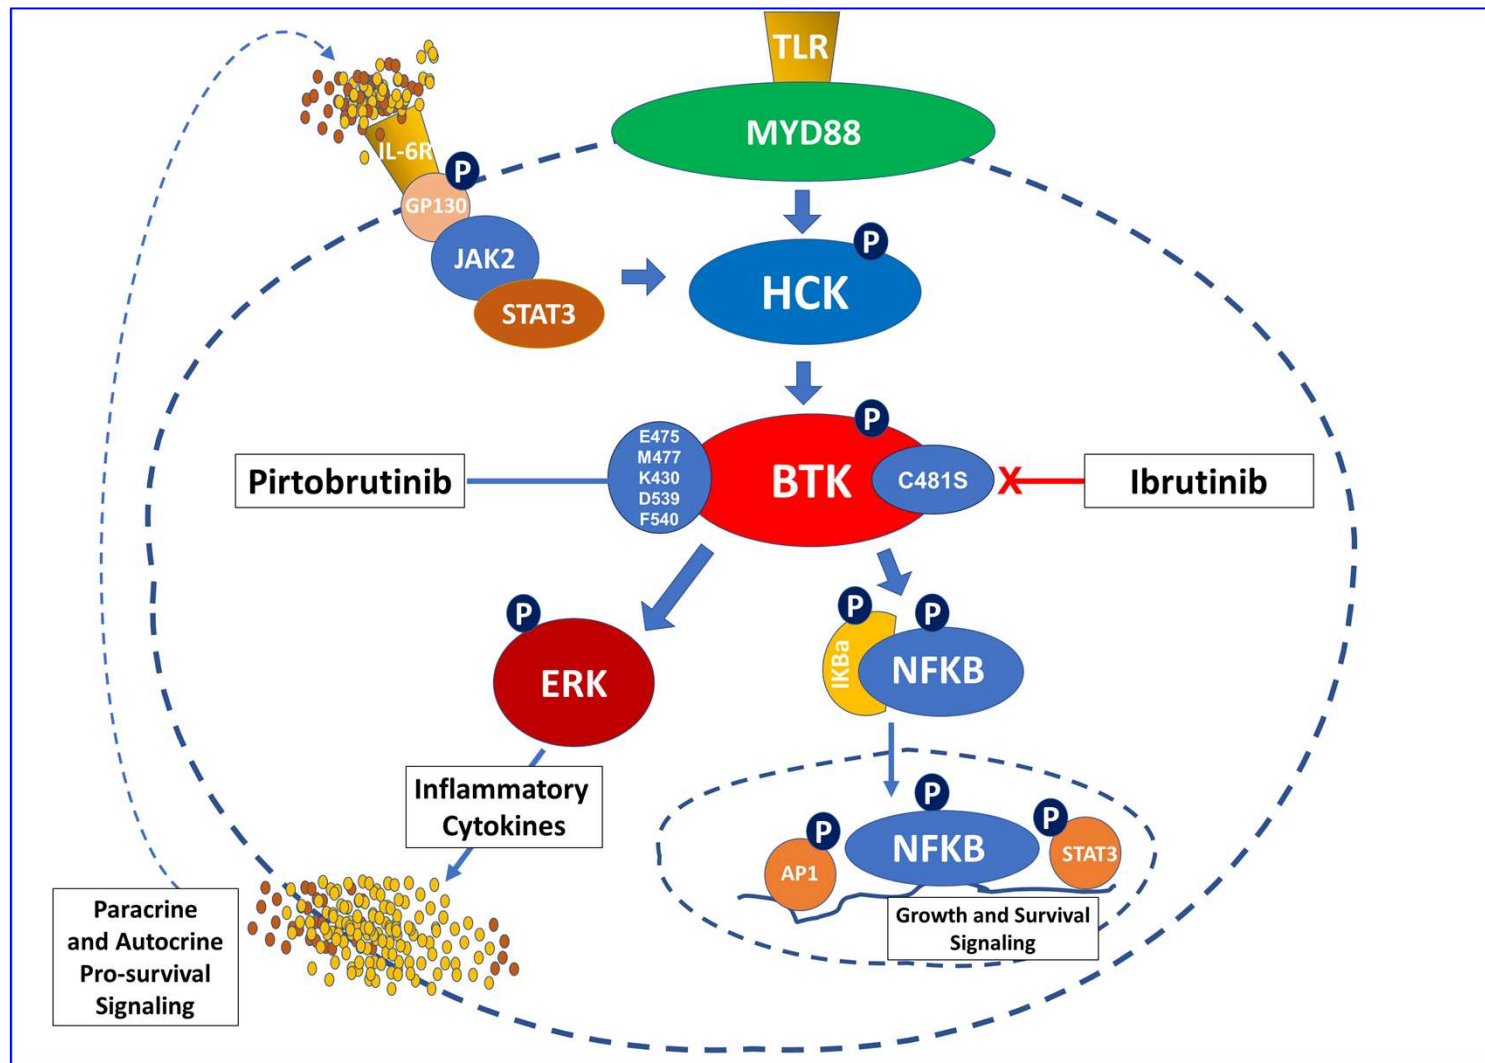 TLR
MYD88
IL-6R
P
GP130
JAK2
STAT3
P
HCK
P
BTK
E475
M477
K430
D539
F540
C481S
X
Pirtobrutinib
Ibrutinib
P
ERK
P
P
IKBa
NFKB
Inflammatory
Cytokines
P
P
P
AP1
NFKB
STAT3
Growth and Survival
Signaling
Paracrine
and Autocrine
Pro-survival
Signaling